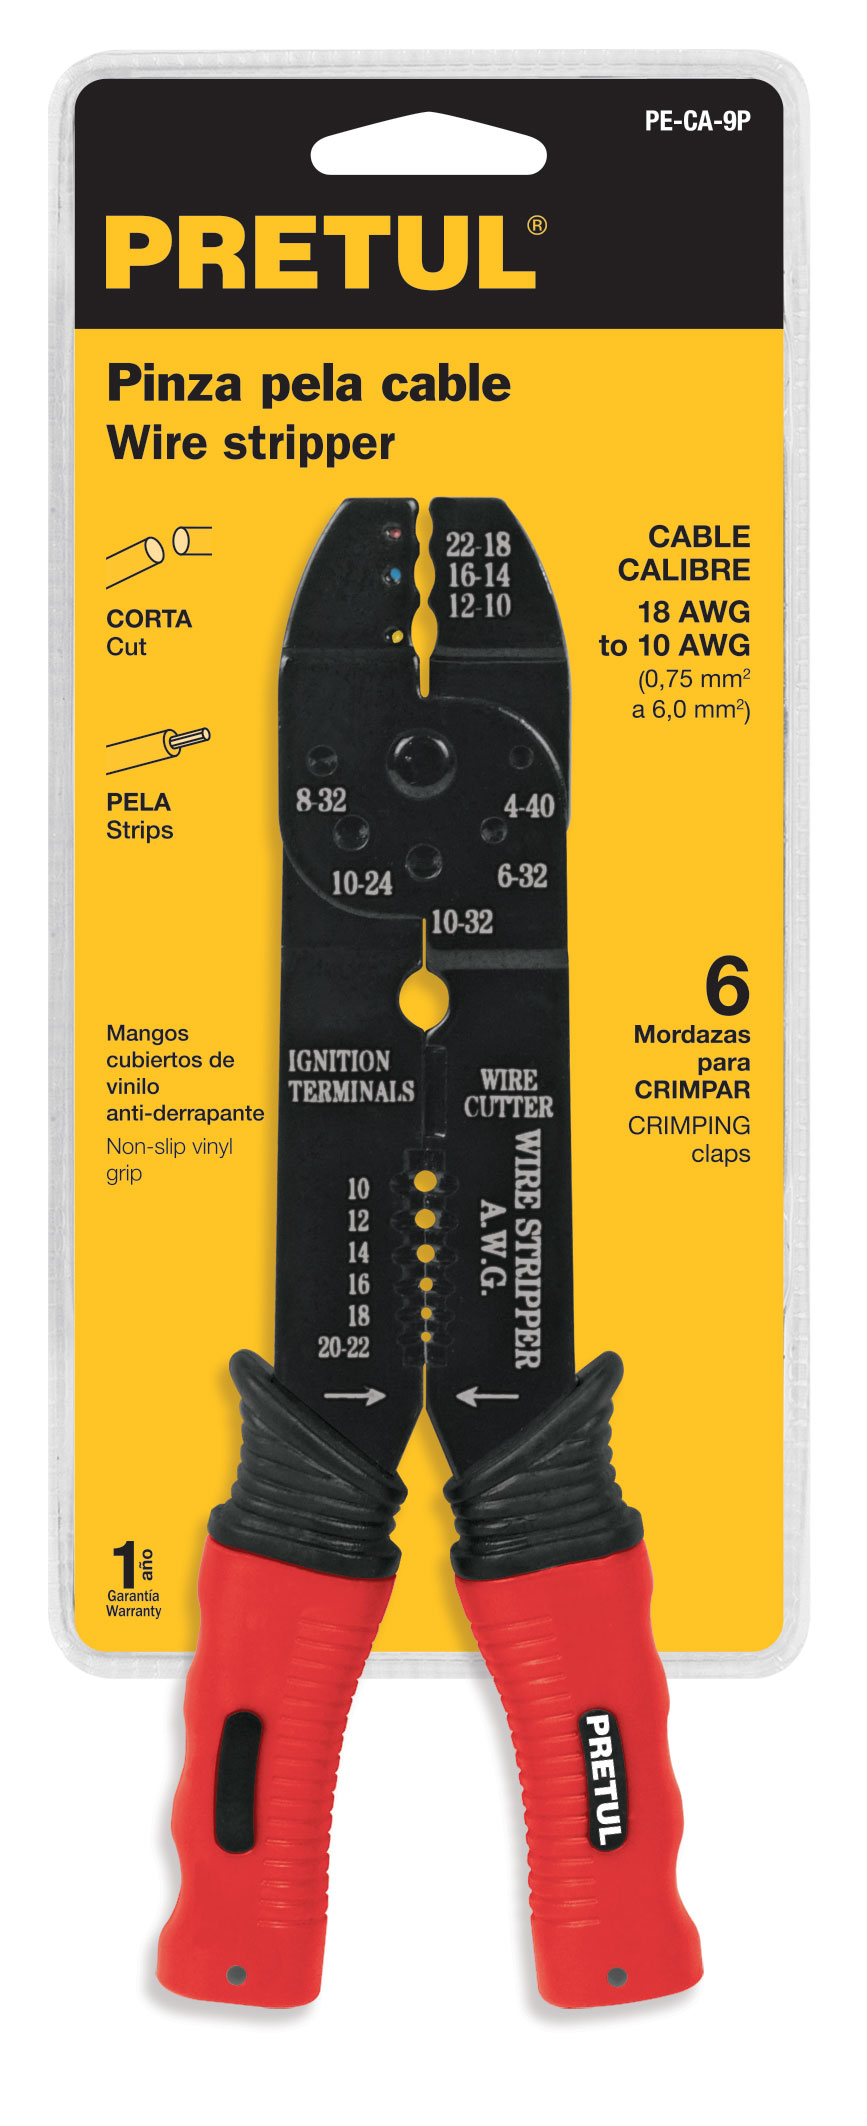 PE-CA-9P
PRETUL®
Pinza pela cable
Wire stripper
CORTA
Cut
PELA
Strips
Mangos
cubiertos de
vinilo
anti-derrapante
Non-slip vinyl
grip
1 año
Garantía
Warranty
22-18
16-14
12-10
8-32
4-40
10-24
6-32
10-32
IGNITION
TERMINALS
WIRE
CUTTER
WIRE STRIPPER
A.W.G.
10
12
14
16
18
20-22
CABLE
CALIBRE
18 AWG
to 10 AWG
(0,75 mm²
a 6,0 mm²)
6
Mordazas
para
CRIMPAR
CRIMPING
claps
PRETUL